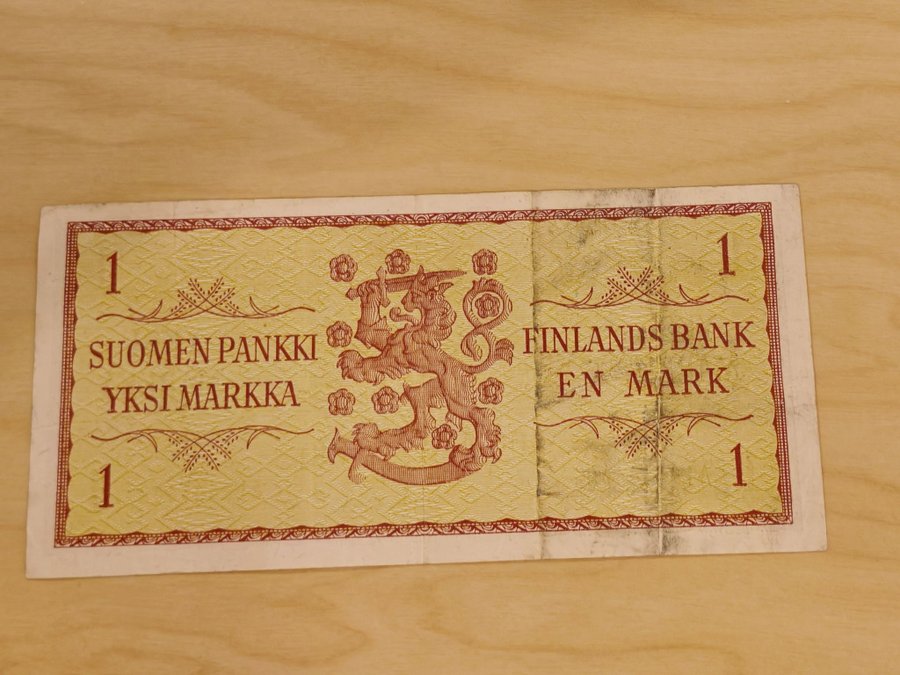 1
SUOMEN PANKKI
YKSI MARKKA
1
1
FINLANDS BANK
EN MARK
1